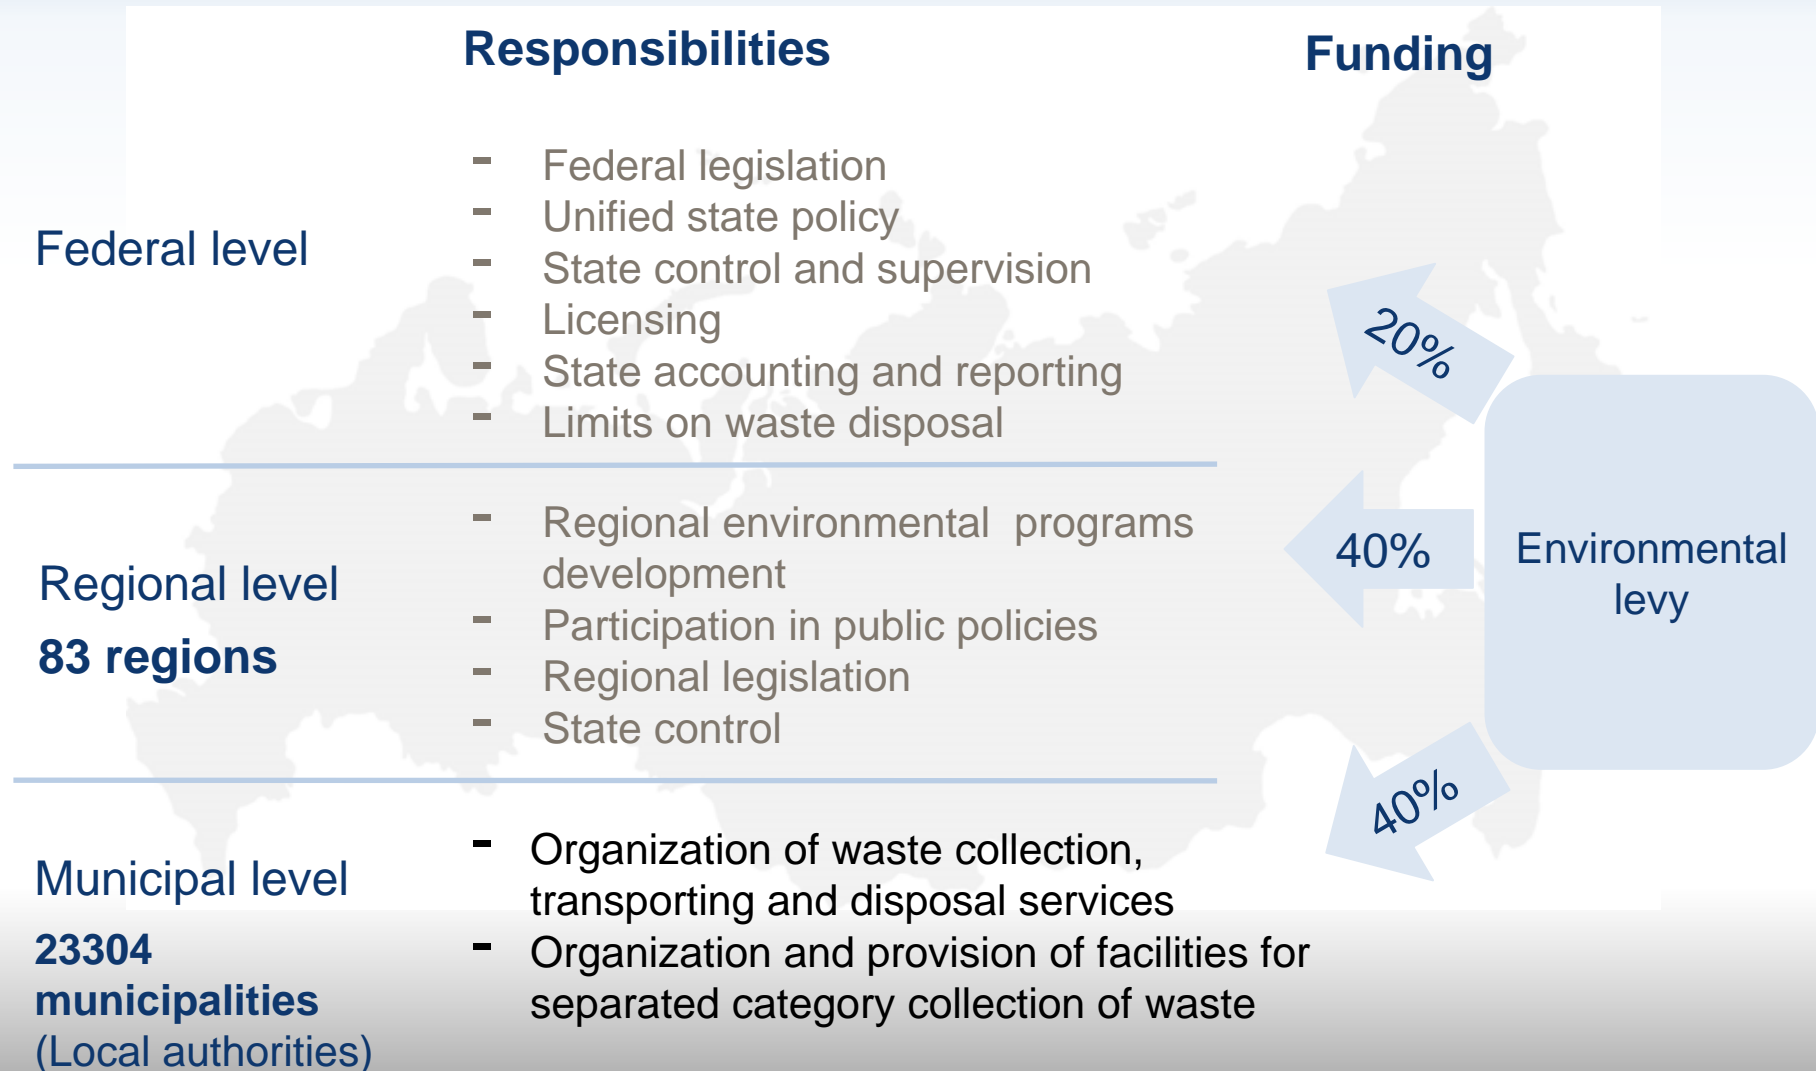 Responsibilities
Funding
Federal level
- Federal legislation
- Unified state policy
- State control and supervision
- Licensing
- State accounting and reporting
- Limits on waste disposal
20%
Regional level
83 regions
- Regional environmental programs
development
- Participation in public policies
- Regional legislation
- State control
40%
Environmental
levy
Municipal level
23304
municipalities
(Local authorities)
- Organization of waste collection,
transporting and disposal services
- Organization and provision of facilities for
separated category collection of waste
40%